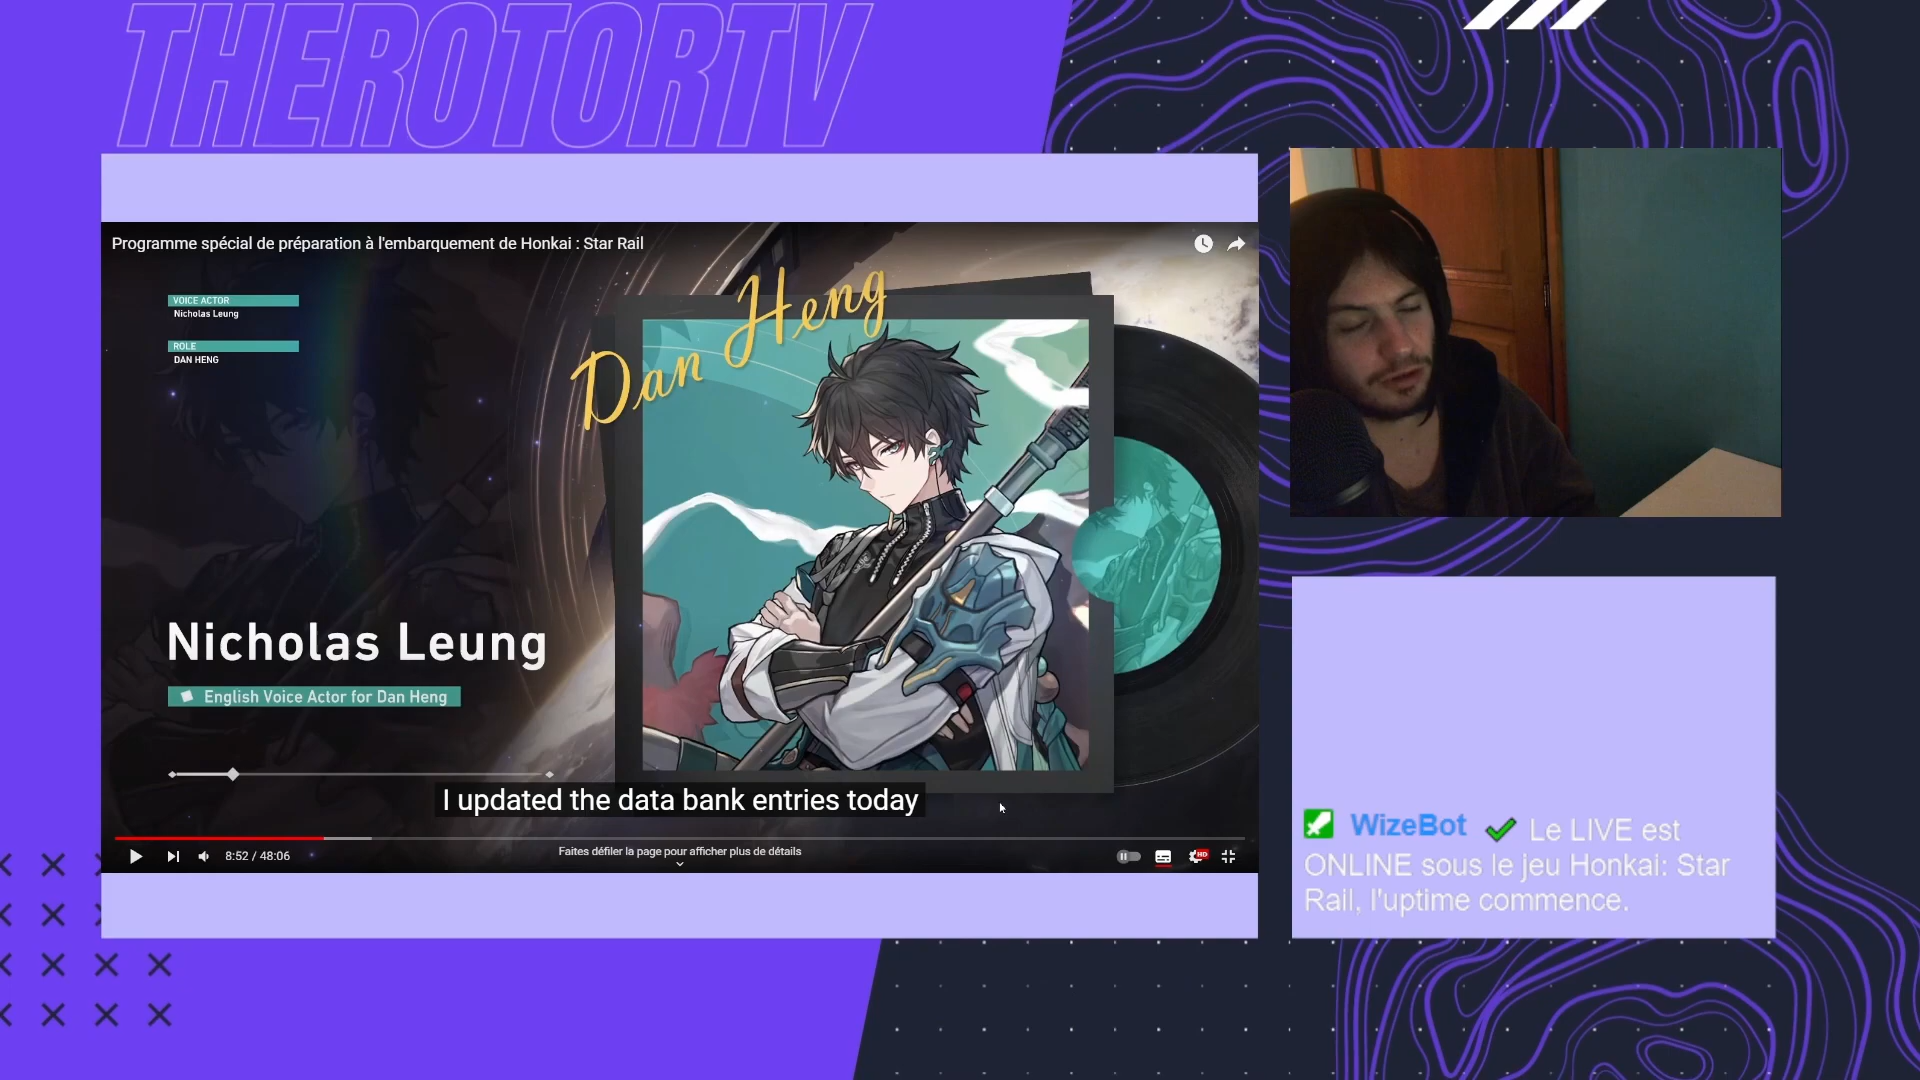 THEROTORTV
Programme spécial de préparation à l'embarquement de Honkai : Star Rail
VOICE ACTOR
Nicholas Leung
ROLE
DAN HENG
Dan Heng
Nicholas Leung
English Voice Actor for Dan Heng
I updated the data bank entries today
8:52 / 48:06
Faites défiler la page pour afficher plus de détails
HD
WizeBot Le LIVE est
ONLINE sous le jeu Honkai: Star
Rail, l'uptime commence.